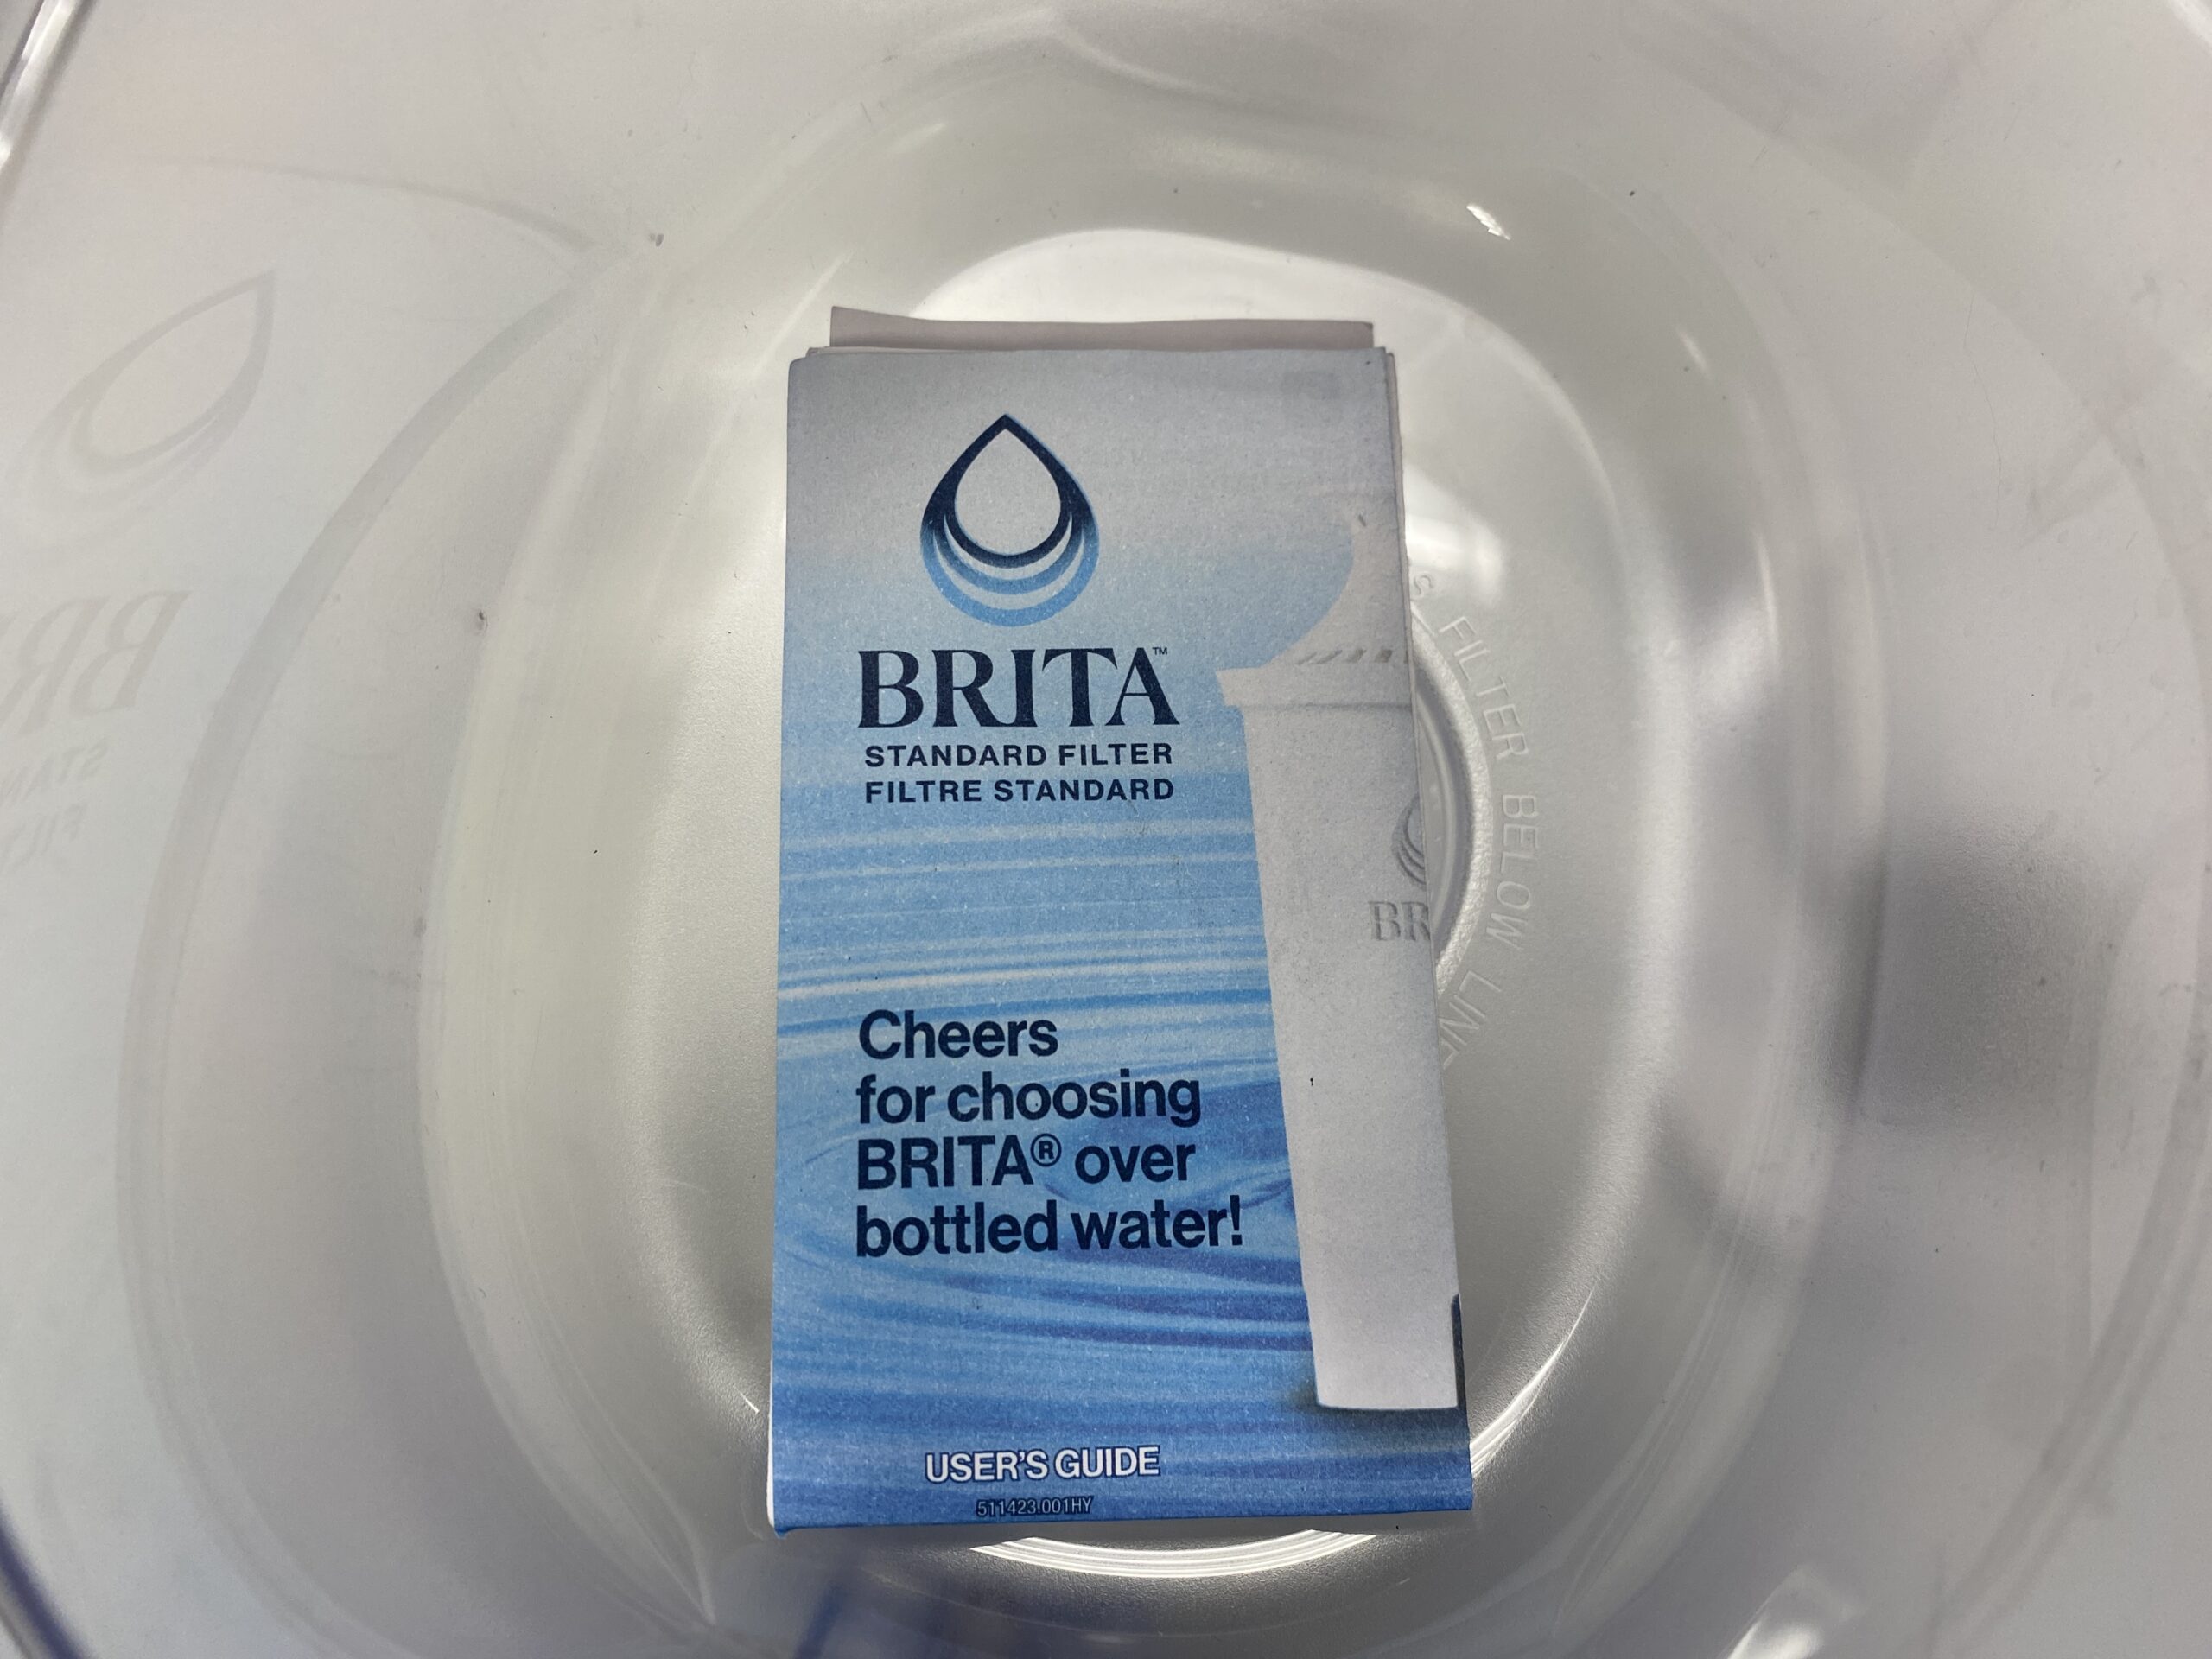 BRITA™
STANDARD FILTER
FILTRE STANDARD
BR
Cheers
for choosing
BRITA® over
bottled water!
USER'S GUIDE
511423.001HY
S FILTER BELOW LINE